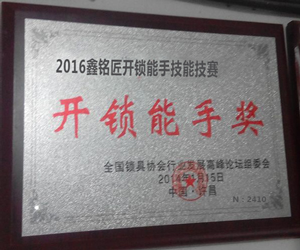 2016鑫铭匠开锁能手技能技赛
开锁能手奖
全国锁具协会行业发展高峰论坛组委会
2014年1月15日
中国·许昌
N:2410